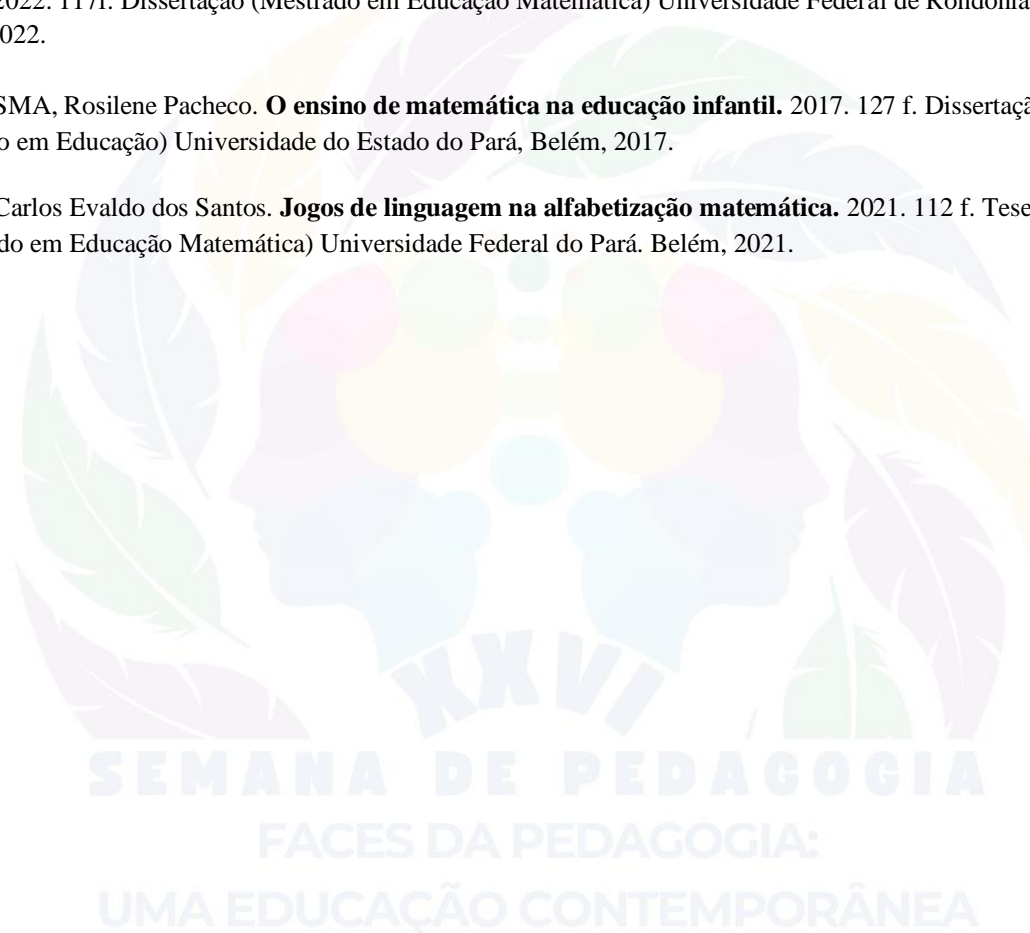 2022. 117f. Dissertação (Mestrado em Educação Matemática) Universidade Federal de Rondônia
2022.
SMA, Rosilene Pacheco. O ensino de matemática na educação infantil. 2017. 127 f. Dissertaçã
o em Educação) Universidade do Estado do Pará, Belém, 2017.
Carlos Evaldo dos Santos. Jogos de linguagem na alfabetização matemática. 2021. 112 f. Tese
do em Educação Matemática) Universidade Federal do Pará. Belém, 2021.
XXVI
SEMANA DE PEDAGOGIA
FACES DA PEDAGOGIA:
UMA EDUCAÇÃO CONTEMPORÂNEA